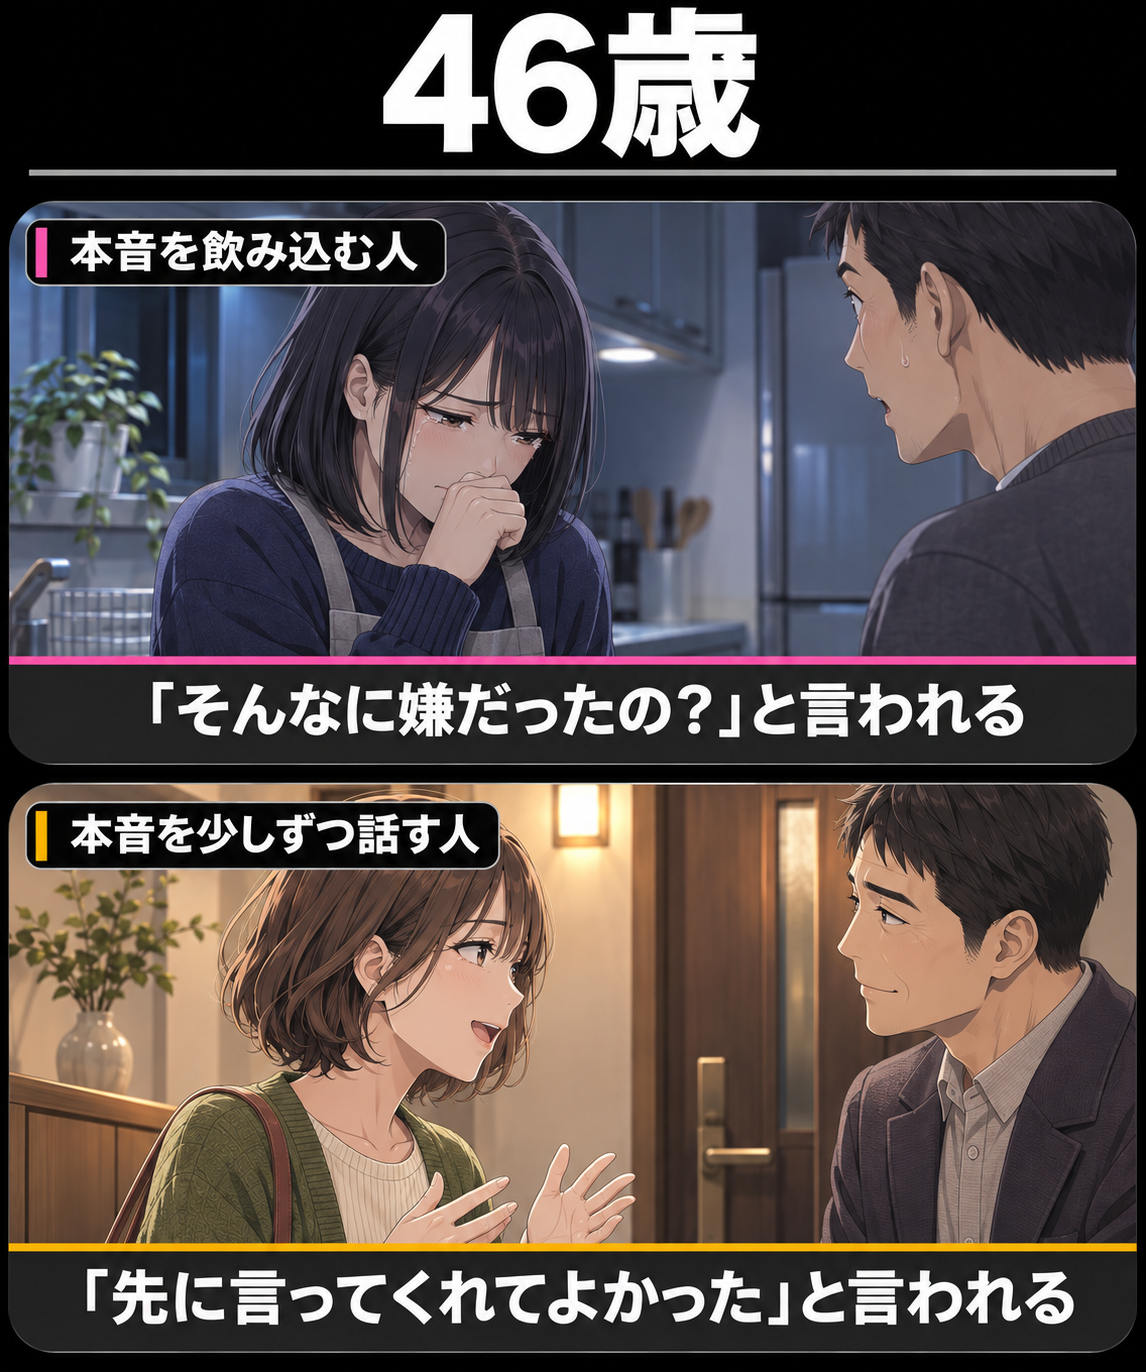 46歳
本音を飲み込む人
「そんなに嫌だったの？」と言われる
本音を少しずつ話す人
「先に言ってくれてよかった」と言われる